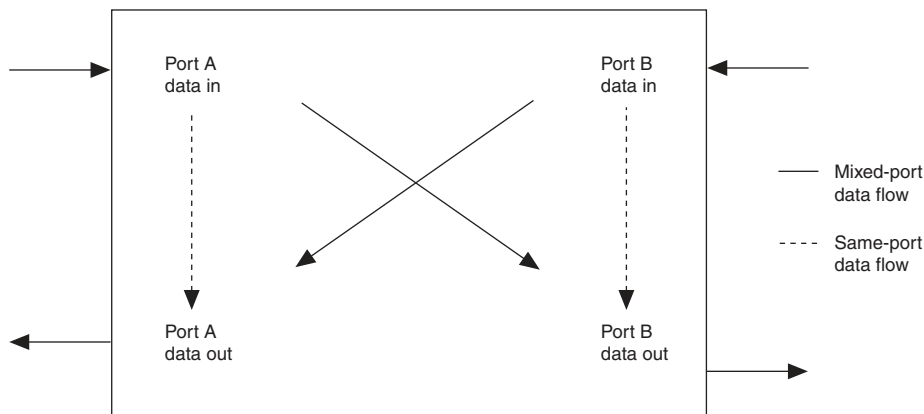 Port A
data in
Port B
data in
Mixed-port
data flow
Same-port
data flow
Port A
data out
Port B
data out